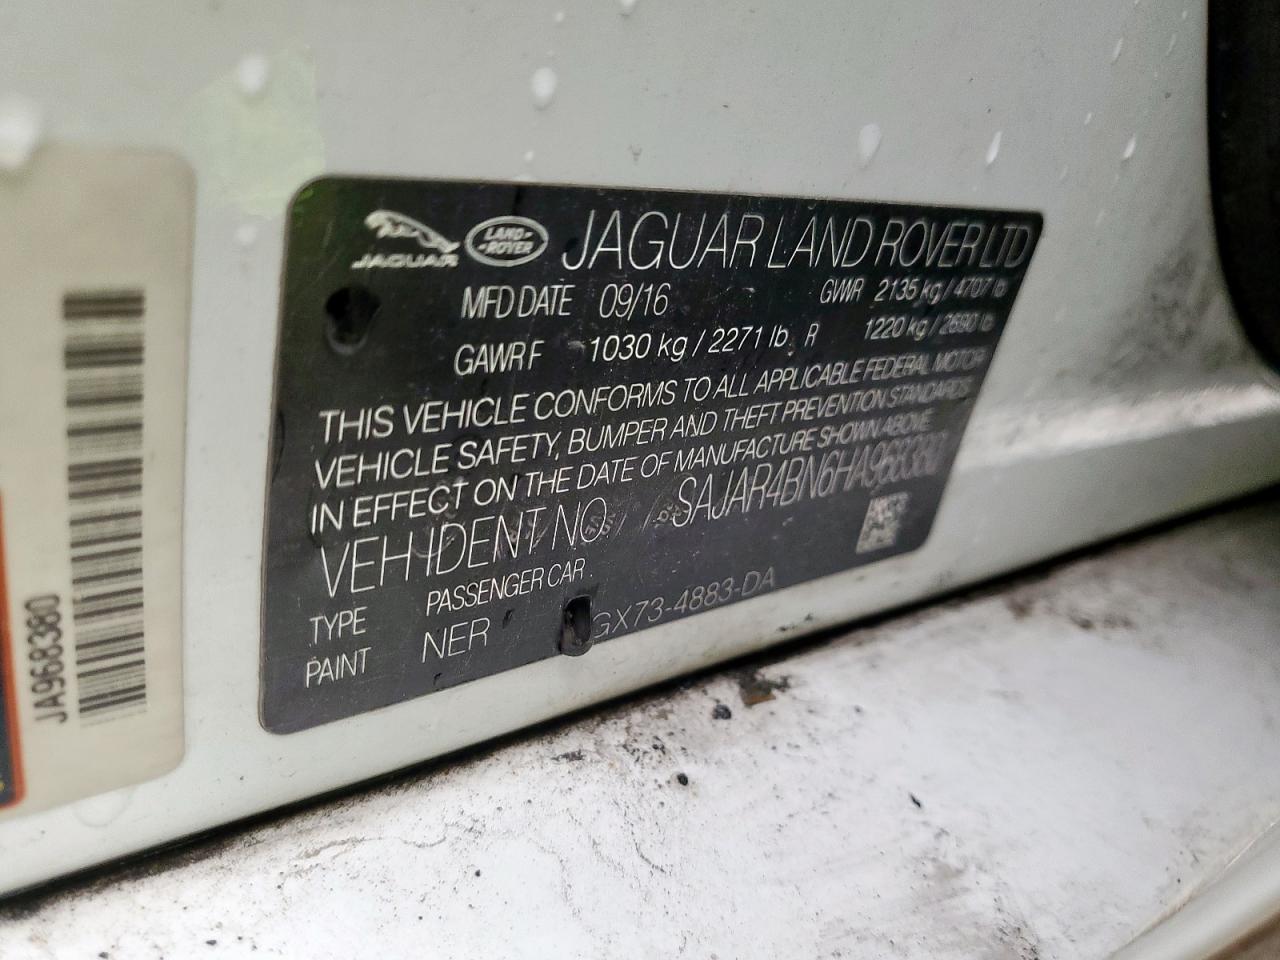 JA968380
JAGUAR LAND ROVER JAGUAR LAND ROVER LTD
MFD DATE 09/16 GVWR 2135 kg / 4707 lb
GAWR F 1030 kg / 2271 lb R 1220 kg / 2690 lb
THIS VEHICLE CONFORMS TO ALL APPLICABLE FEDERAL MOTOR
VEHICLE SAFETY, BUMPER AND THEFT PREVENTION STANDARDS
IN EFFECT ON THE DATE OF MANUFACTURE SHOWN ABOVE
VEH IDENT NO. SAJAR4BN6HA968380
TYPE PASSENGER CAR
PAINT NER GX73-4883-DA